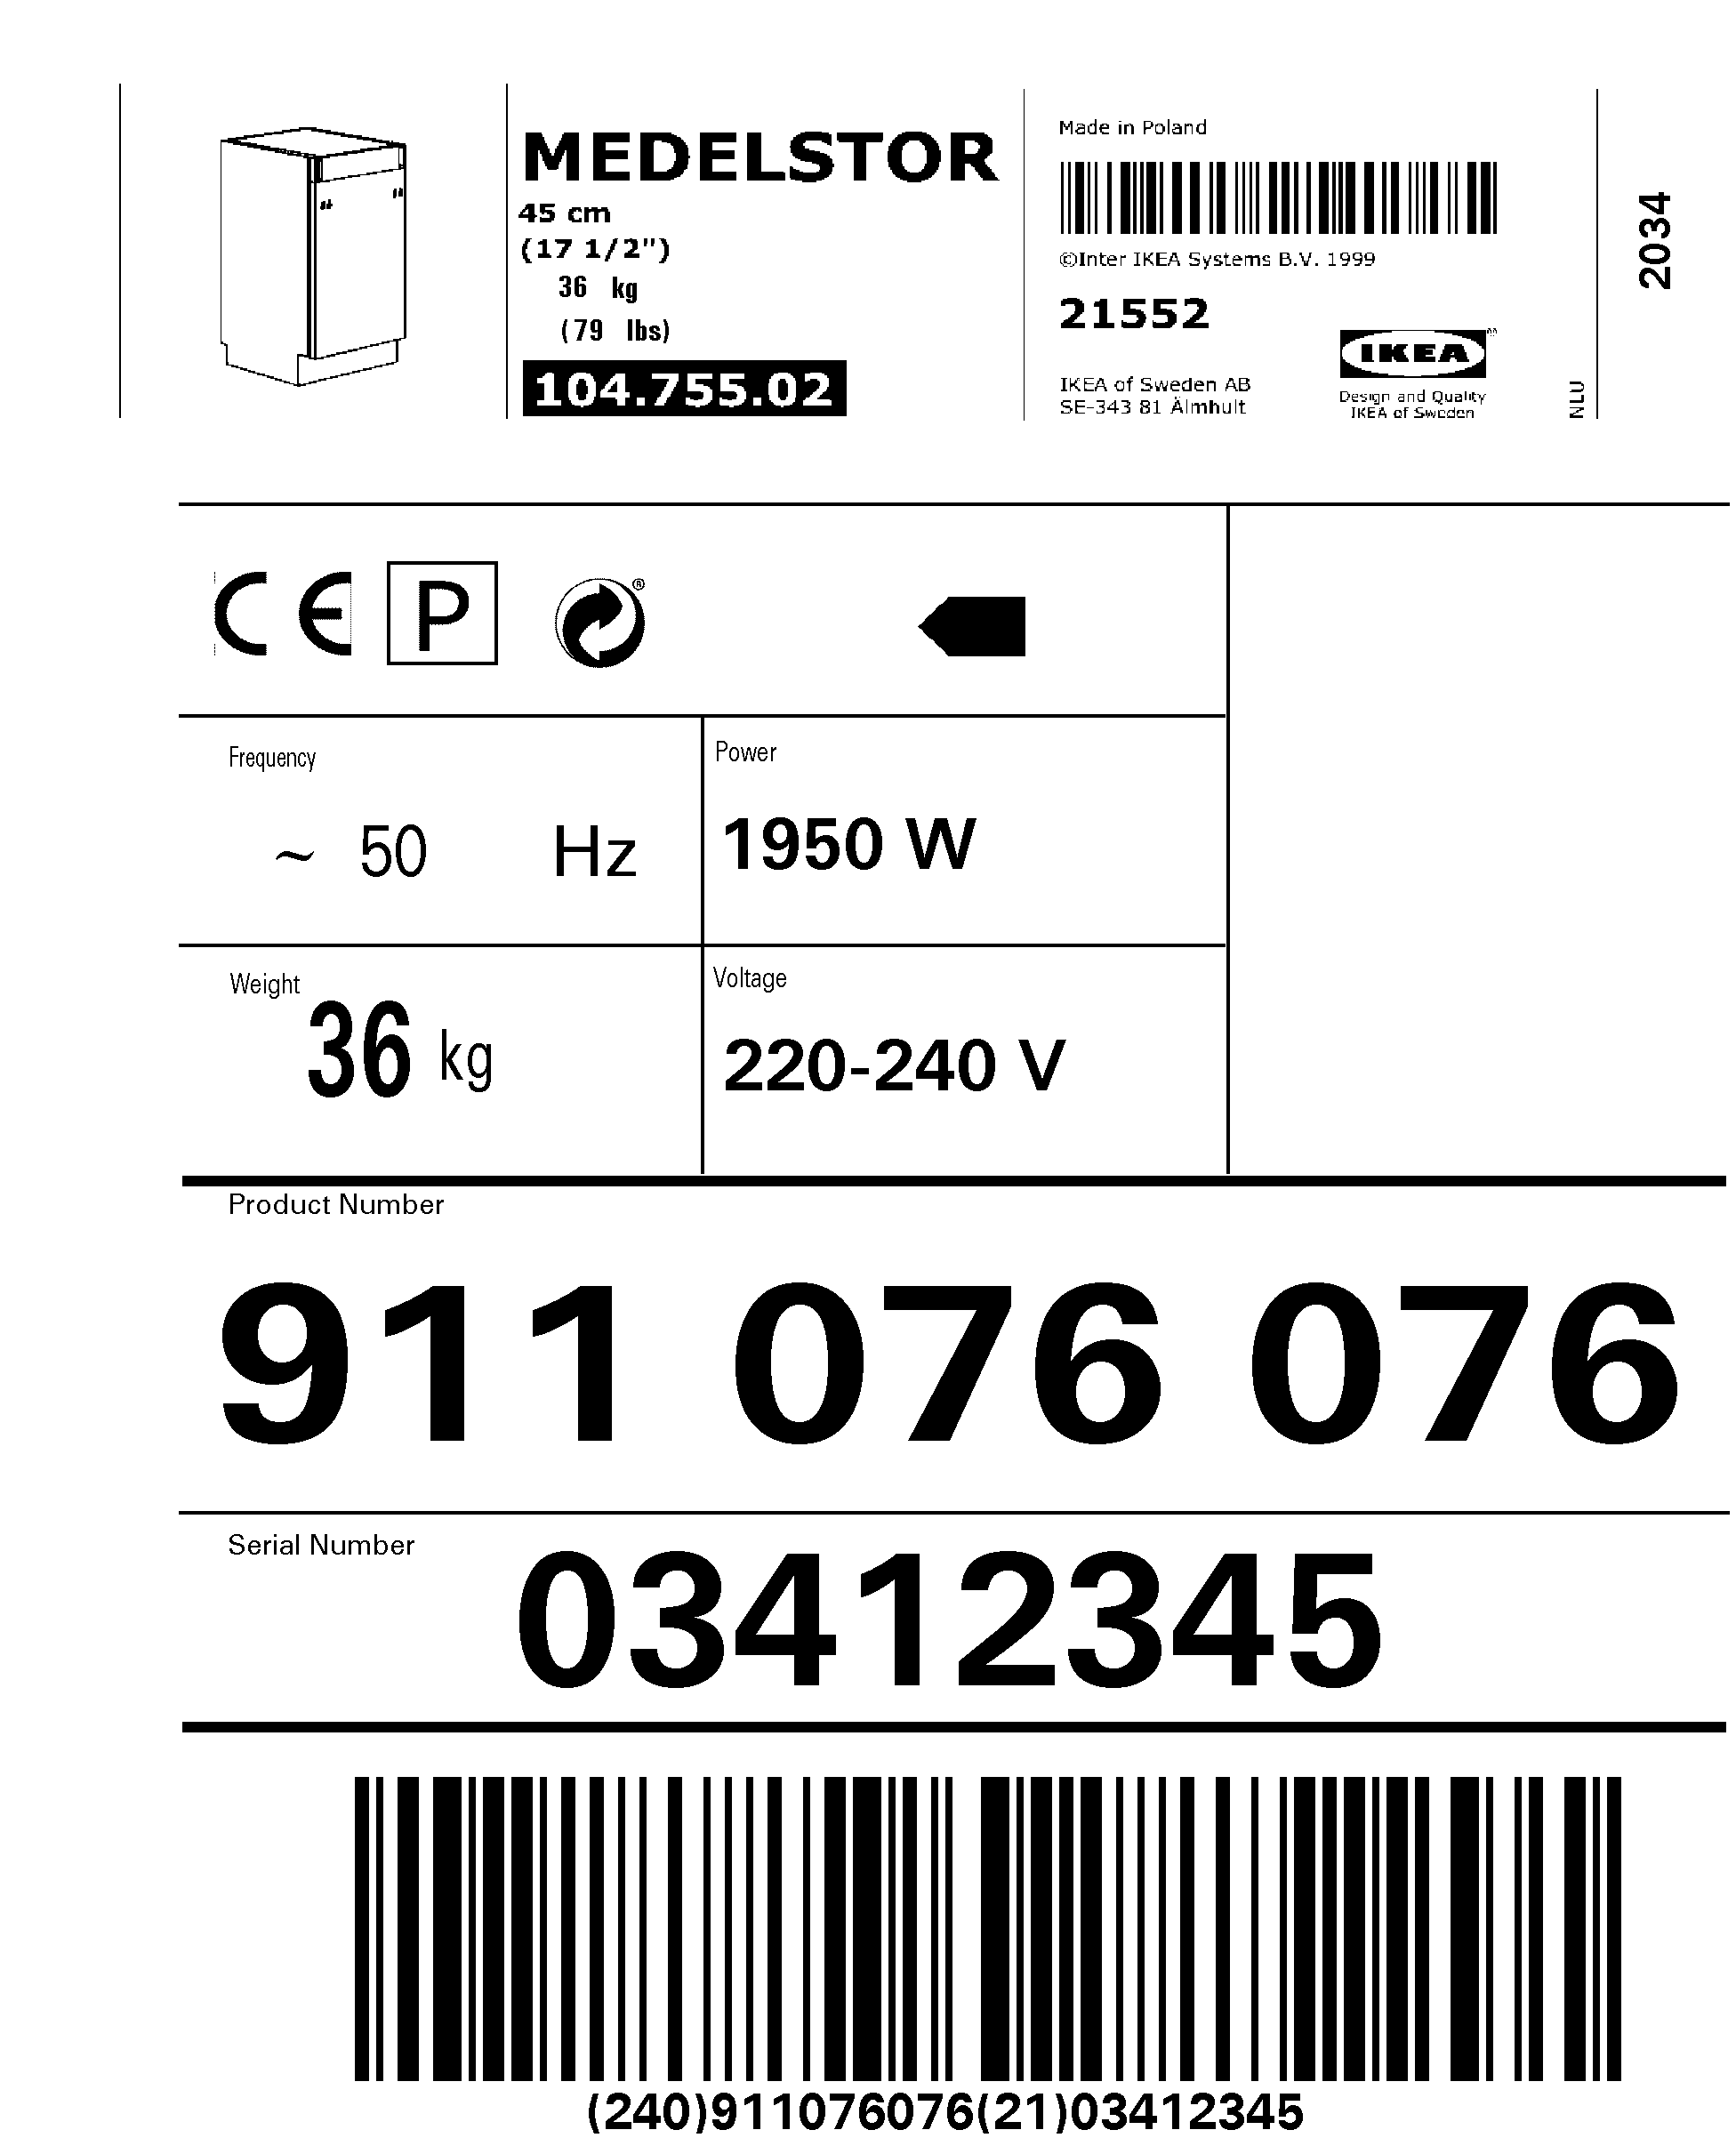 MEDELSTOR
45 cm
(17 1/2")
36 kg
(79 lbs)
104.755.02
Made in Poland
©Inter IKEA Systems B.V. 1999
21552
IKEA of Sweden AB
SE-343 81 Älmhult
IKEA®
Design and Quality
IKEA of Sweden
NLU
2034
CE
P
®
Frequency
~ 50 Hz
Power
1950 W
Weight
36 kg
Voltage
220-240 V
Product Number
911 076 076
Serial Number
03412345
(240)911076076(21)03412345